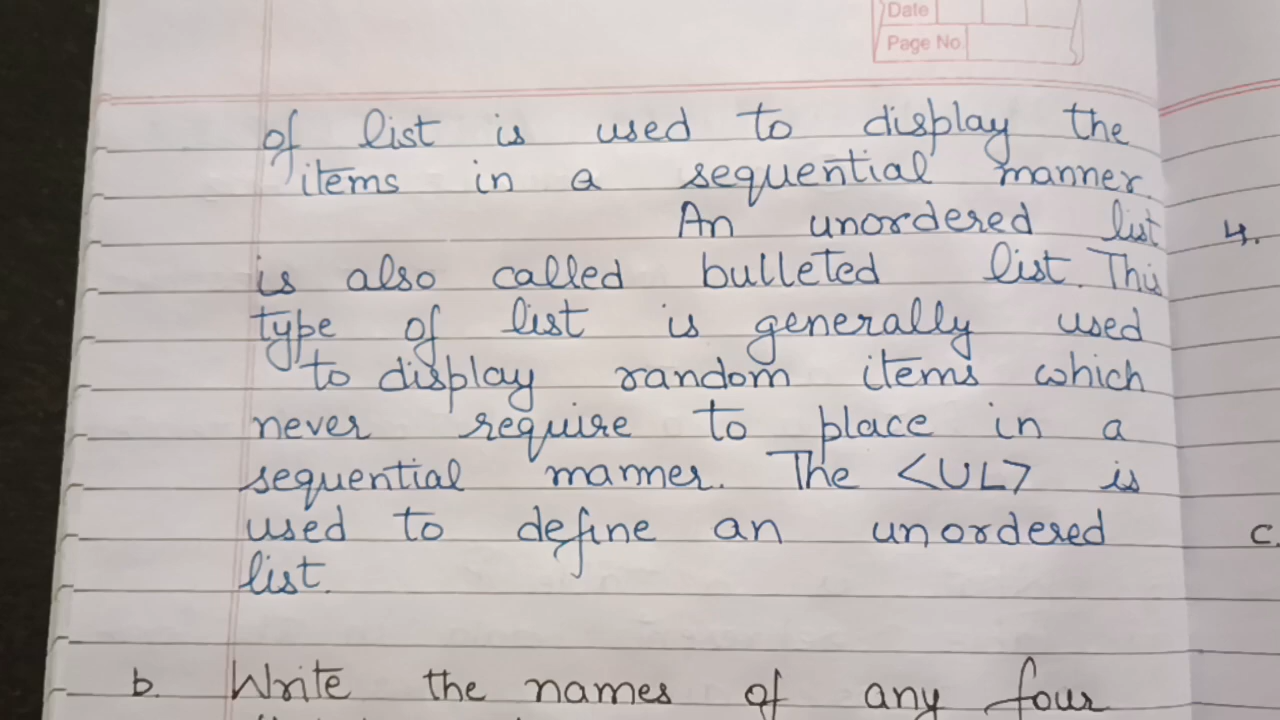 Date
Page No.
of list is used to display the
items in a sequential manner
An unordered list
is also called bulleted list. This
type of list is generally used
to display random items which
never require to place in a
sequential manner. The <UL> is
used to define an unordered
list.
b. Write the names of any four
4.
c.